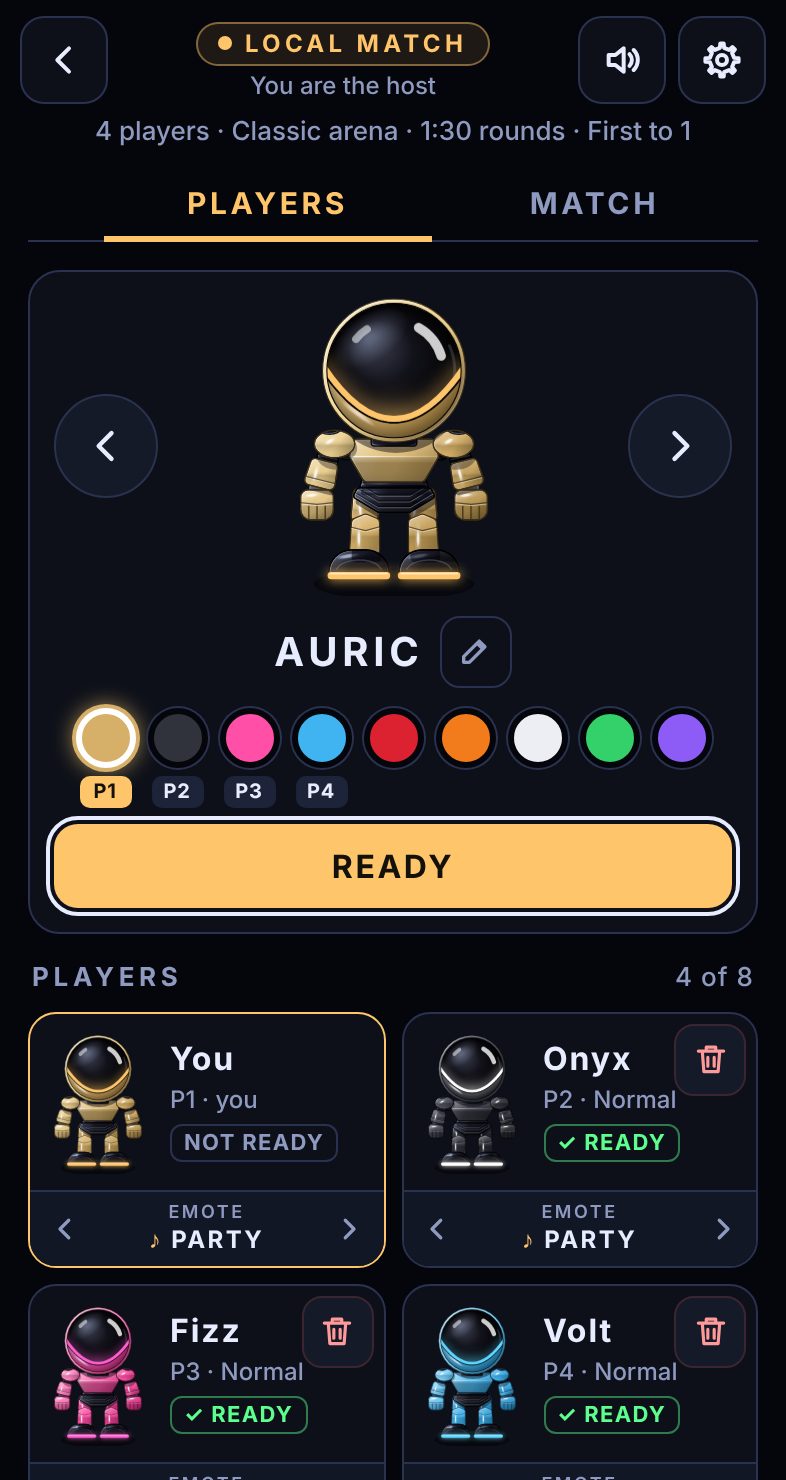 LOCAL MATCH
You are the host
4 players · Classic arena · 1:30 rounds · First to 1
PLAYERS MATCH
AURIC
P1 P2 P3 P4
READY
PLAYERS 4 of 8
You
P1 · you
NOT READY
EMOTE
♪ PARTY
Onyx
P2 · Normal
✓ READY
EMOTE
♪ PARTY
Fizz
P3 · Normal
✓ READY
EMOTE
Volt
P4 · Normal
✓ READY
EMOTE